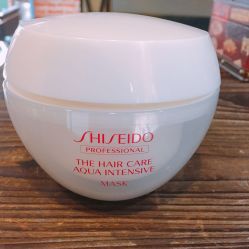 SHISEIDO
PROFESSIONAL
THE HAIR CARE
AQUA INTENSIVE
MASK